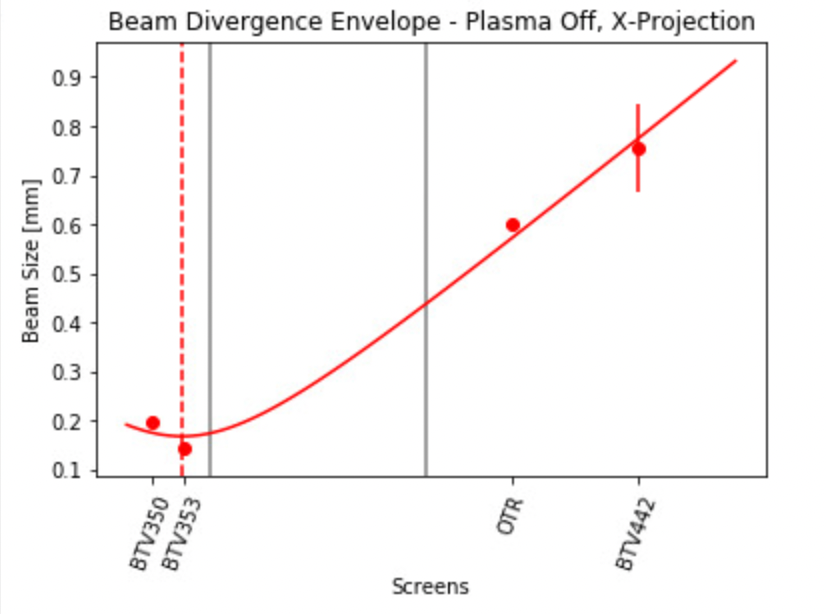 Beam Divergence Envelope - Plasma Off, X-Projection
Beam Size [mm]
0.9
0.8
0.7
0.6
0.5
0.4
0.3
0.2
0.1
BTV350
BTV353
OTR
BTV442
Screens